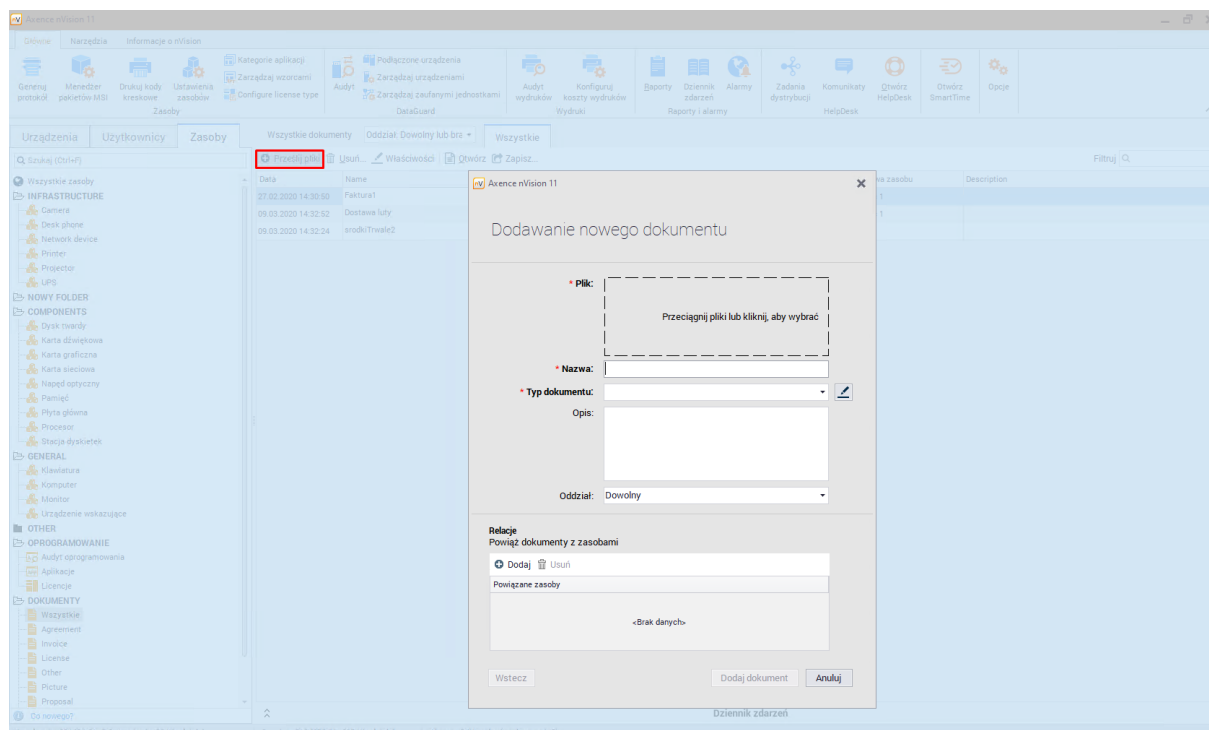 Axence nVision 11
Główne Narzędzia Informacje o nVision
Generuj protokół
Menedżer pakietów MSI
Drukuj kody kreskowe
Ustawienia zasobów
Kategorie aplikacji
Zarządzaj wzorcami
Configure license type
Zasoby
Audyt
Podłączone urządzenia
Zarządzaj urządzeniami
Zarządzaj zaufanymi jednostkami
DataGuard
Audyt wydruków
Konfiguruj koszty wydruków
Wydruki
Raporty
Dziennik zdarzeń
Alarmy
Raporty i alarmy
Zadania dystrybucji
Komunikaty
Otwórz HelpDesk
HelpDesk
Otwórz SmartTime
Opcje
Urządzenia Użytkownicy Zasoby
Wszystkie dokumenty Oddział: Dowolny lub bra Wszystkie
Szukaj (Ctrl+F)
Prześlij pliki Usuń... Właściwości Otwórz Zapisz...
Filtruj
Data Name wa zasobu Description
27.02.2020 14:30:50 Faktura1 1
09.03.2020 14:32:52 Dostawa luty 1
09.03.2020 14:32:24 srodkiTrwale2
Wszystkie zasoby
INFRASTRUCTURE
Camera
Desk phone
Network device
Printer
Projector
UPS
NOWY FOLDER
COMPONENTS
Dysk twardy
Karta dźwiękowa
Karta graficzna
Karta sieciowa
Napęd optyczny
Pamięć
Płyta główna
Procesor
Stacja dyskietek
GENERAL
Klawiatura
Komputer
Monitor
Urządzenie wskazujące
OTHER
OPROGRAMOWANIE
Audyt oprogramowania
Aplikacje
Licencje
DOKUMENTY
Wszystkie
Agreement
Invoice
License
Other
Picture
Proposal
Co nowego?
Axence nVision 11
Dodawanie nowego dokumentu
* Plik:
Przeciągnij pliki lub kliknij, aby wybrać
* Nazwa:
* Typ dokumentu:
Opis:
Oddział: Dowolny
Relacje
Powiąż dokumenty z zasobami
Dodaj Usuń
Powiązane zasoby
<Brak danych>
Wstecz Dodaj dokument Anuluj
Dziennik zdarzeń